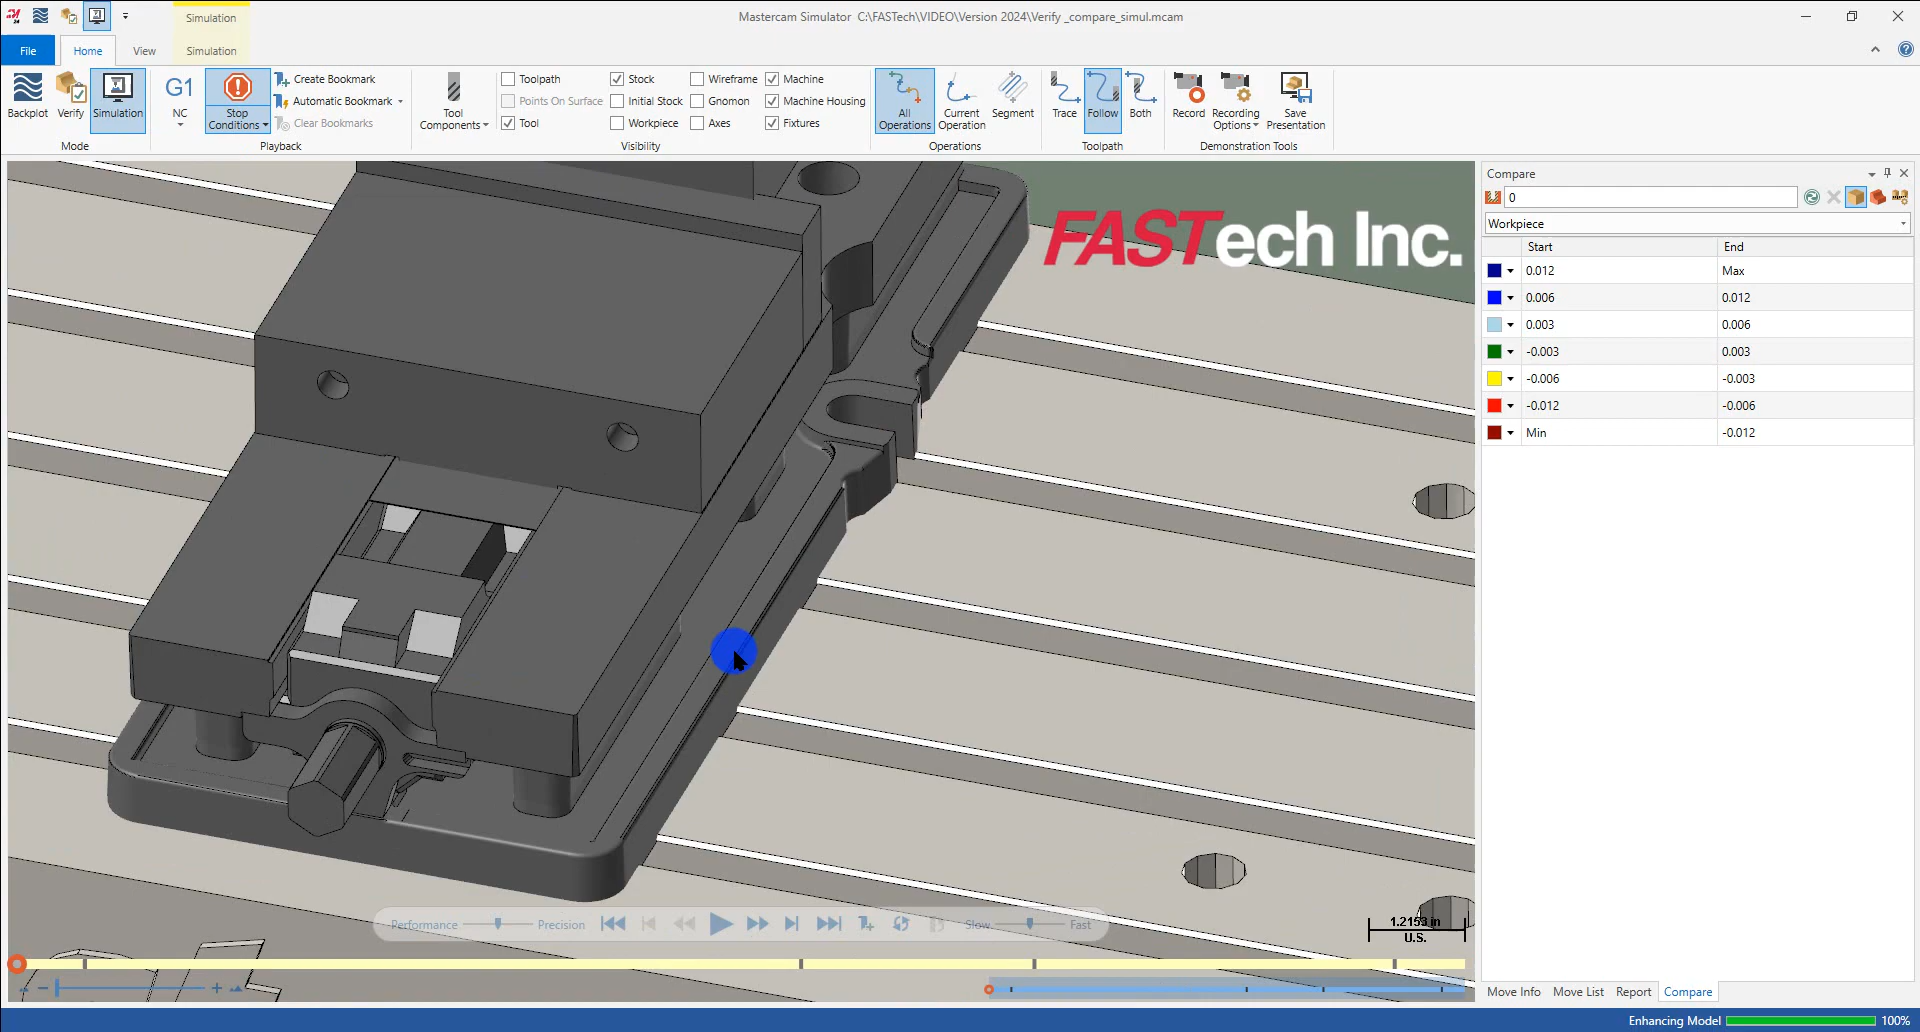 Simulation
Mastercam Simulator C:\FASTech\VIDEO\Version 2024\Verify _compare_simul.mcam
File
Home
View
Simulation
Backplot
Verify
Simulation
Mode
G1
NC
Stop Conditions
Create Bookmark
Automatic Bookmark
Clear Bookmarks
Playback
Tool Components
Toolpath
Points On Surface
Tool
Stock
Initial Stock
Workpiece
Wireframe
Gnomon
Axes
Machine
Machine Housing
Fixtures
Visibility
All Operations
Current Operation
Segment
Operations
Trace
Follow
Both
Toolpath
Record
Recording Options
Save Presentation
Demonstration Tools
FASTech Inc.
Compare
0
Workpiece
Start End
0.012 Max
0.006 0.012
0.003 0.006
-0.003 0.003
-0.006 -0.003
-0.012 -0.006
Min -0.012
Performance
Precision
Slow
Fast
1.2153 in
U.S.
Move Info
Move List
Report
Compare
Enhancing Model
100%